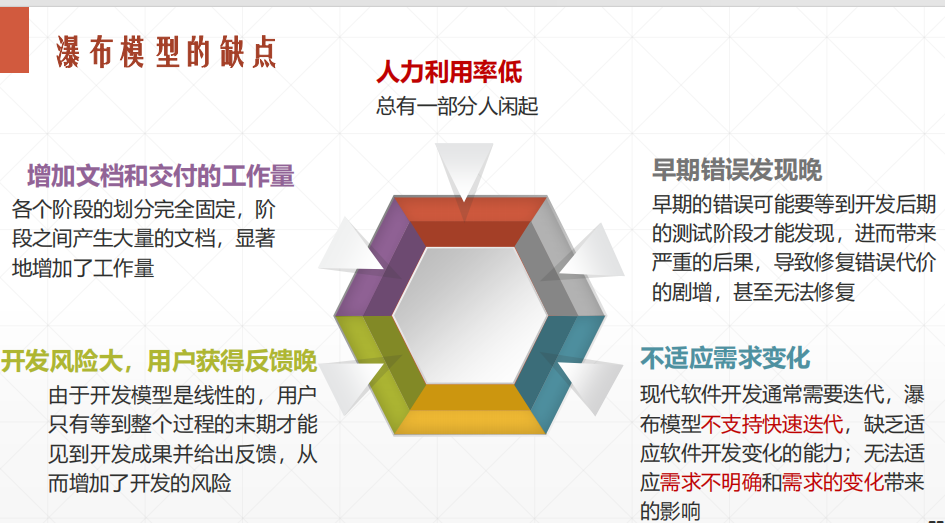 瀑布模型的缺点
人力利用率低
总有一部分人闲起
增加文档和交付的工作量
各个阶段的划分完全固定，阶
段之间产生大量的文档，显著
地增加了工作量
早期错误发现晚
早期的错误可能要等到开发后期
的测试阶段才能发现，进而带来
严重的后果，导致修复错误代价
的剧增，甚至无法修复
开发风险大，用户获得反馈晚
由于开发模型是线性的，用户
只有等到整个过程的末期才能
见到开发成果并给出反馈，从
而增加了开发的风险
不适应需求变化
现代软件开发通常需要迭代，瀑
布模型不支持快速迭代，缺乏适
应软件开发变化的能力；无法适
应需求不明确和需求的变化带来
的影响